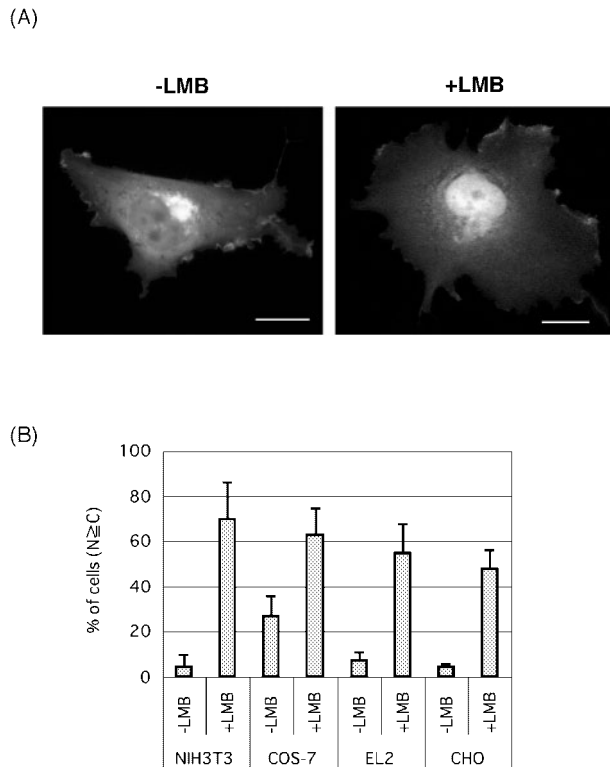 (A)
-LMB
+LMB
(B)
% of cells (N≧C)
100
80
60
40
20
0
-LMB
+LMB
-LMB
+LMB
-LMB
+LMB
-LMB
+LMB
NIH3T3
COS-7
EL2
CHO